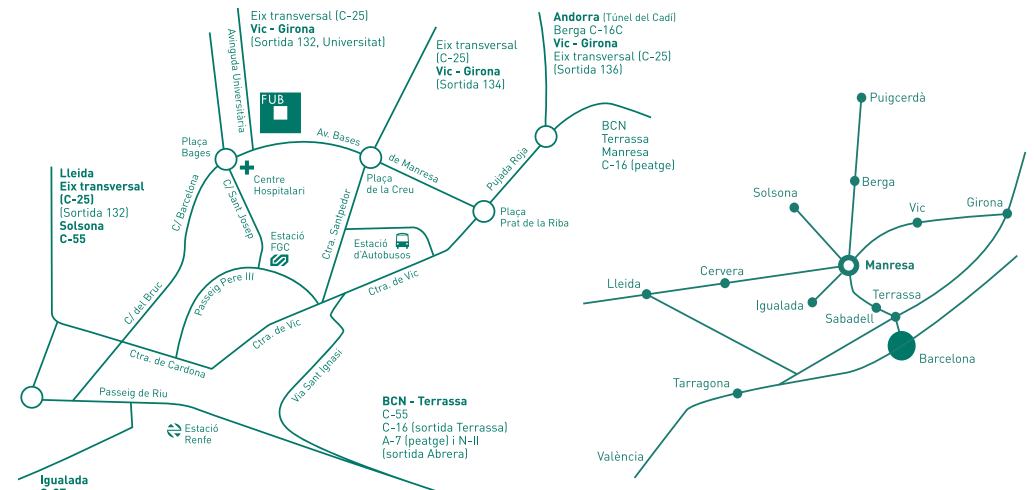 Eix transversal (C-25)
Vic - Girona
(Sortida 132, Universitat)
Avinguda Universitària
FUB
Eix transversal
(C-25)
Vic - Girona
(Sortida 134)
Andorra (Túnel del Cadí)
Berga C-16C
Vic - Girona
Eix transversal (C-25)
(Sortida 136)
BCN
Terrassa
Manresa
C-16 (peatge)
Plaça
Bages
Av. Bases
de Manresa
Pujada Roja
Centre
Hospitalari
Plaça
de la Creu
Plaça
Prat de la Riba
Lleida
Eix transversal
(C-25)
(Sortida 132)
Solsona
C-55
C/ Barcelona
C/ Sant Josep
Estació
FGC
Ctra. Santpedor
Estació
d'Autobusos
Passeig Pere III
Ctra. de Vic
C/ del Bruc
Ctra. de Vic
Ctra. de Cardona
Via Sant Ignasi
Passeig de Riu
Estació
Renfe
BCN - Terrassa
C-55
C-16 (sortida Terrassa)
A-7 (peatge) i N-II
(sortida Abrera)
Igualada
Puigcerdà
Berga
Solsona
Vic
Girona
Manresa
Cervera
Lleida
Igualada
Terrassa
Sabadell
Barcelona
Tarragona
València